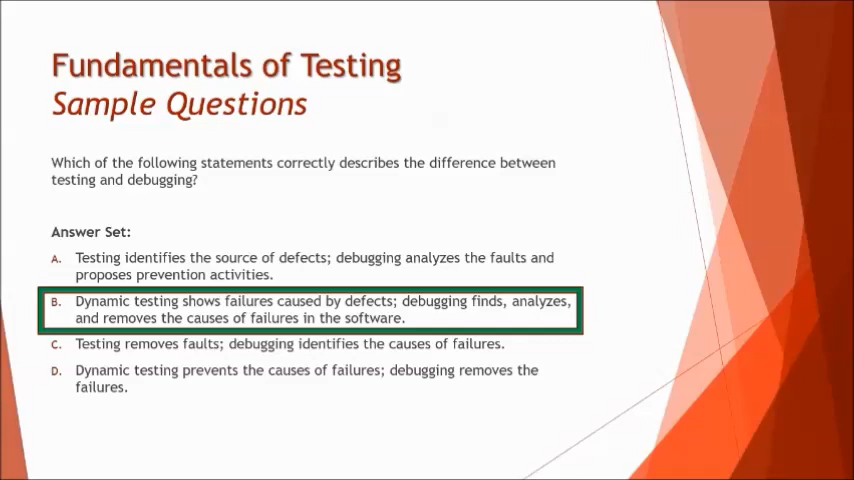 Fundamentals of Testing
Sample Questions
Which of the following statements correctly describes the difference between
testing and debugging?
Answer Set:
A. Testing identifies the source of defects; debugging analyzes the faults and
proposes prevention activities.
B. Dynamic testing shows failures caused by defects; debugging finds, analyzes,
and removes the causes of failures in the software.
C. Testing removes faults; debugging identifies the causes of failures.
D. Dynamic testing prevents the causes of failures; debugging removes the
failures.